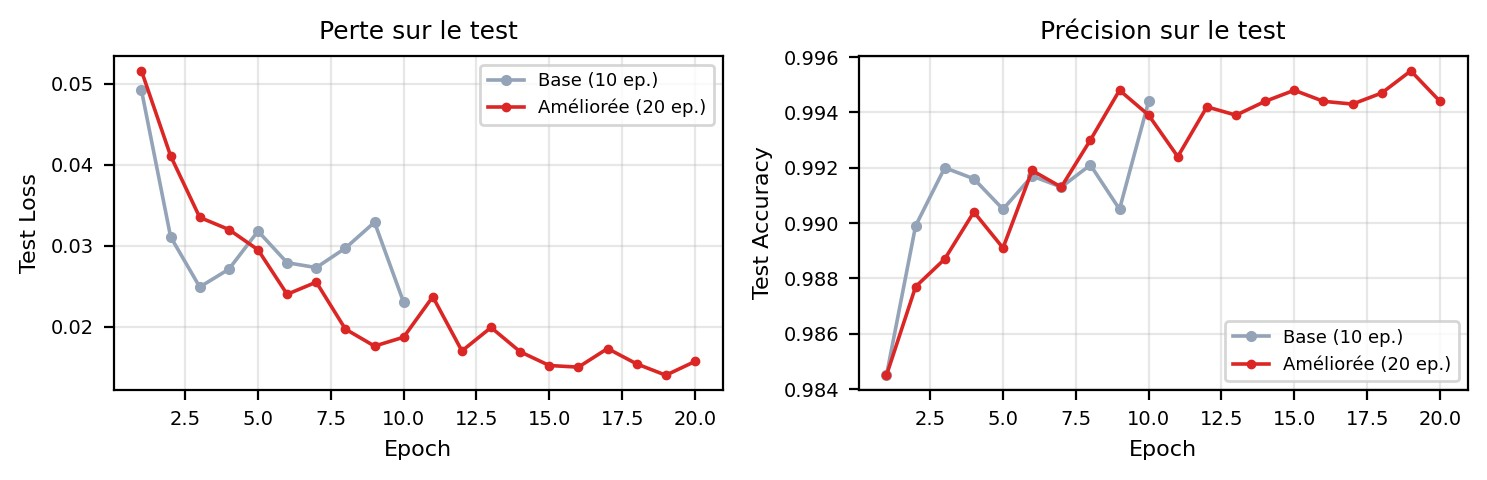 Perte sur le test
Test Loss
0.05
0.04
0.03
0.02
Base (10 ep.)
Améliorée (20 ep.)
2.5 5.0 7.5 10.0 12.5 15.0 17.5 20.0
Epoch
Précision sur le test
Test Accuracy
0.996
0.994
0.992
0.990
0.988
0.986
0.984
Base (10 ep.)
Améliorée (20 ep.)
2.5 5.0 7.5 10.0 12.5 15.0 17.5 20.0
Epoch